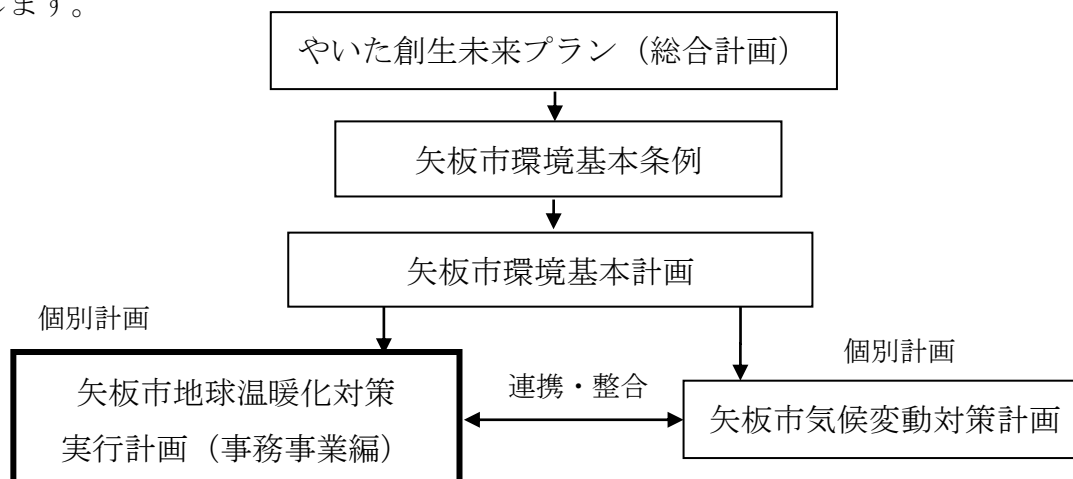 します。
やいた創生未来プラン（総合計画）
矢板市環境基本条例
矢板市環境基本計画
個別計画
個別計画
矢板市地球温暖化対策
実行計画（事務事業編）
連携・整合
矢板市気候変動対策計画